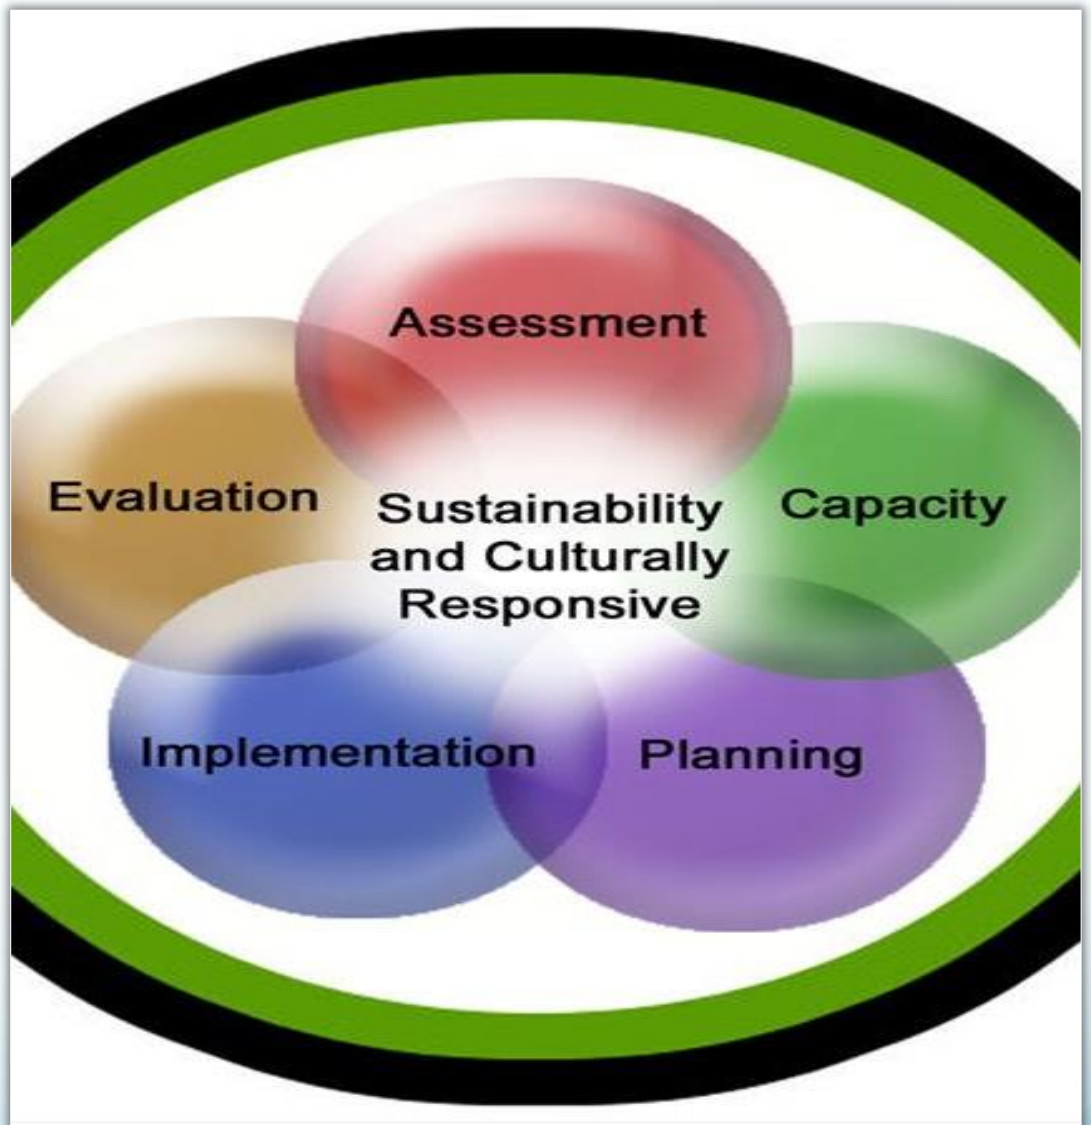 Assessment
Evaluation
Capacity
Sustainability
and Culturally
Responsive
Implementation
Planning